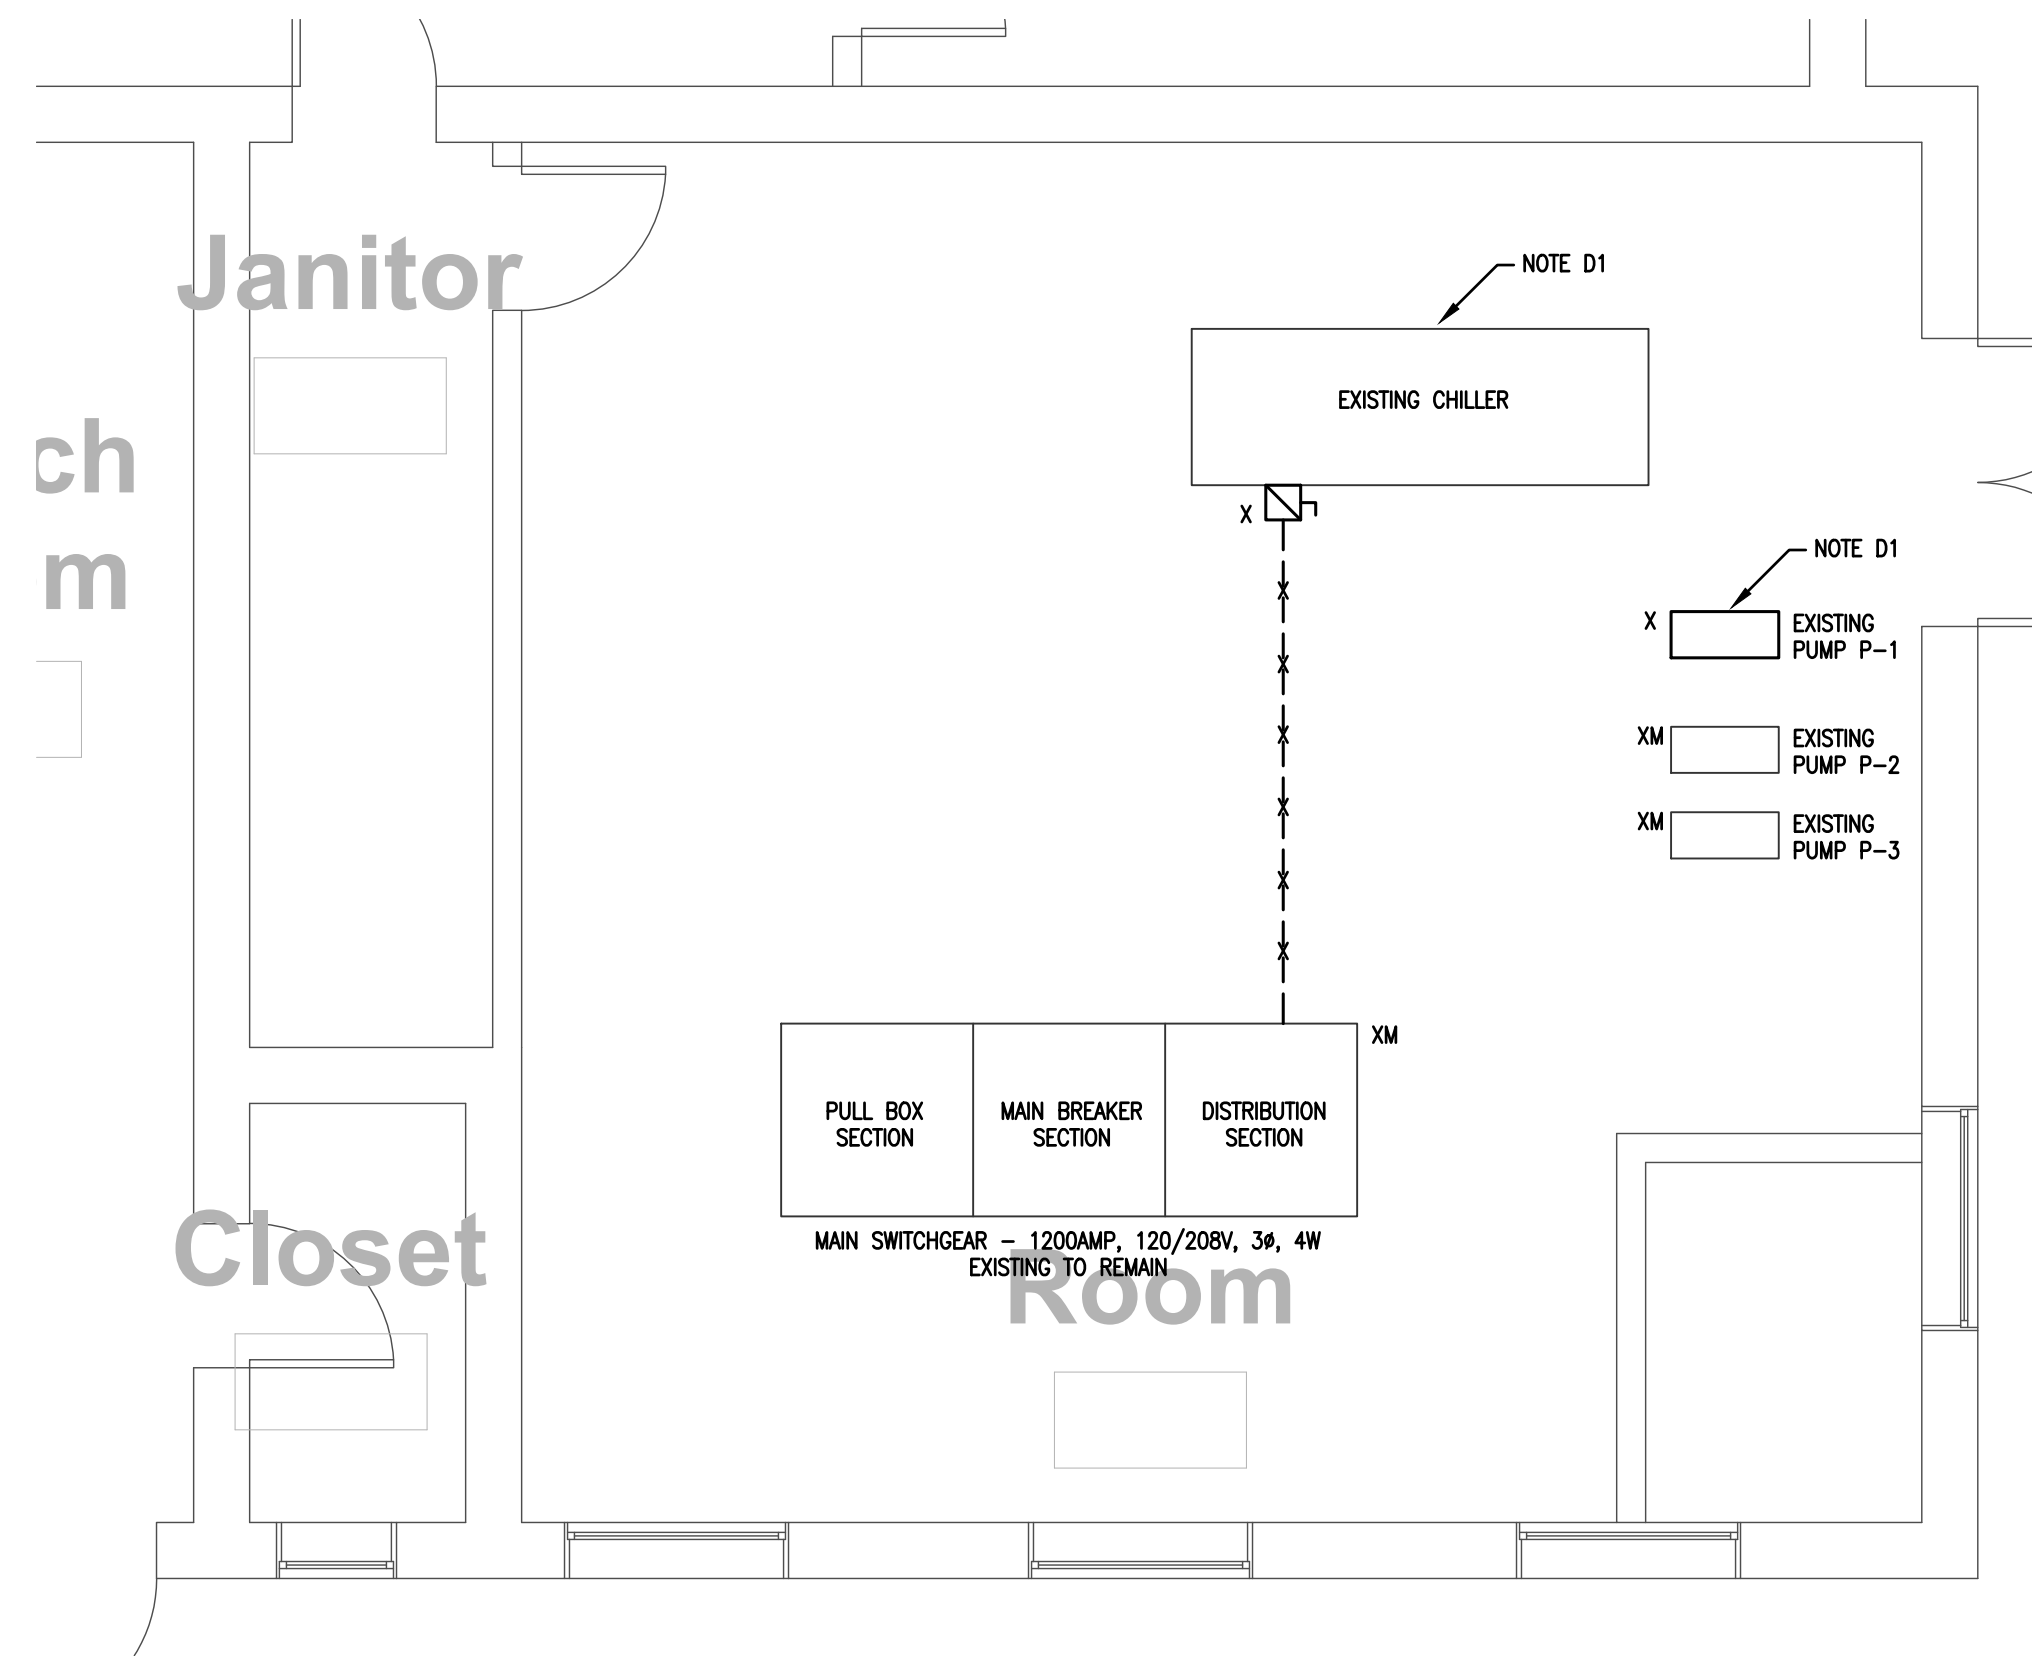 Janitor
NOTE D1
EXISTING CHILLER
ch
X
m
NOTE D1
X
EXISTING
PUMP P-1
XM
EXISTING
PUMP P-2
XM
EXISTING
PUMP P-3
X
X
X
X
X
X
XM
PULL BOX
SECTION
MAIN BREAKER
SECTION
DISTRIBUTION
SECTION
Closet
MAIN SWITCHGEAR - 1200AMP, 120/208V, 3ø, 4W
EXISTING TO REMAIN
Room